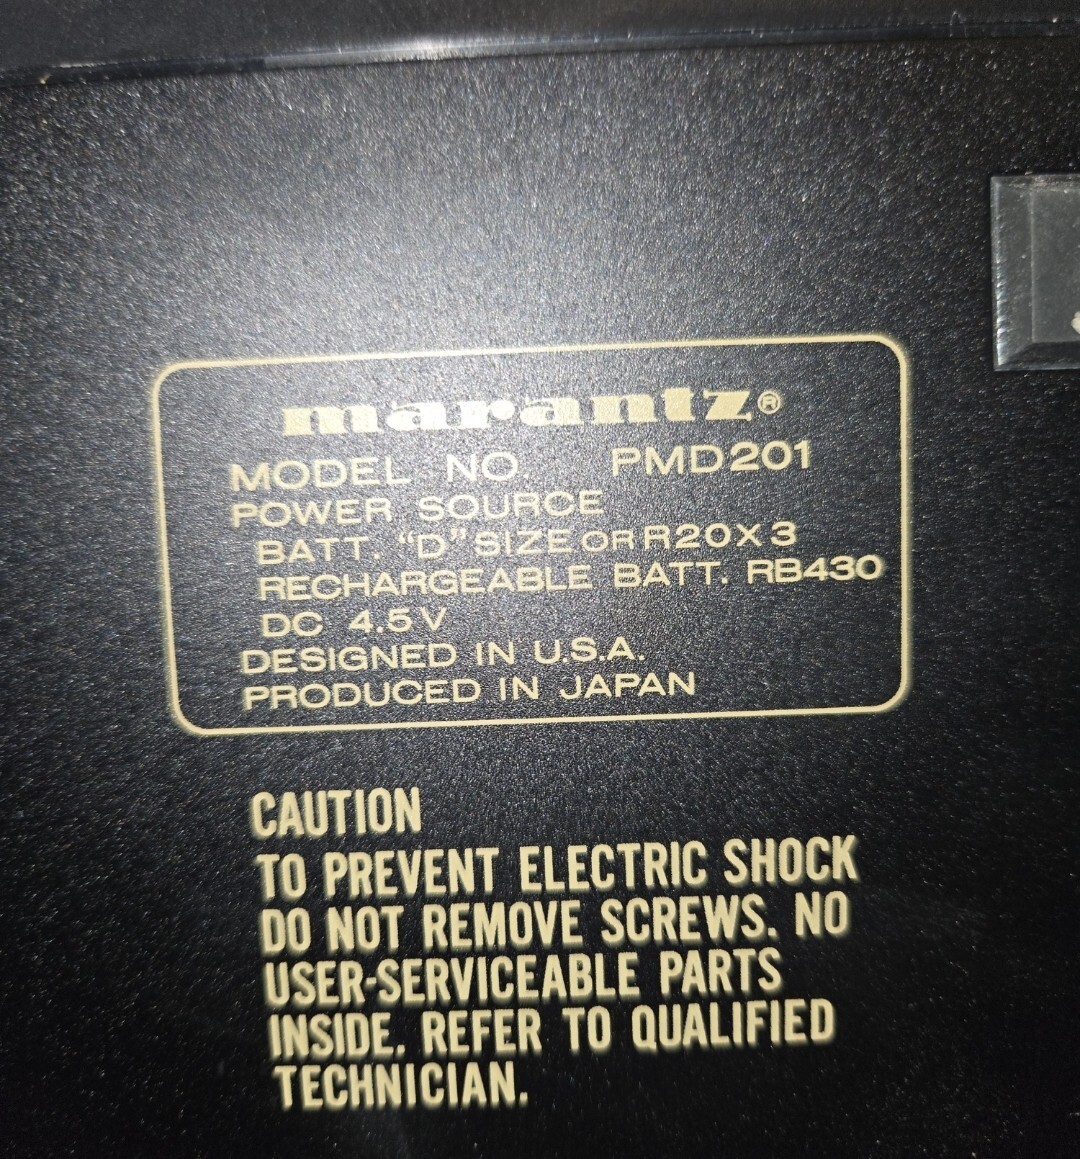 marantz®
MODEL NO PMD201
POWER SOURCE
BATT. “D” SIZE OR R20X3
RECHARGEABLE BATT. RB430
DC 4.5V
DESIGNED IN U.S.A.
PRODUCED IN JAPAN
CAUTION
TO PREVENT ELECTRIC SHOCK
DO NOT REMOVE SCREWS. NO
USER-SERVICEABLE PARTS
INSIDE. REFER TO QUALIFIED
TECHNICIAN.